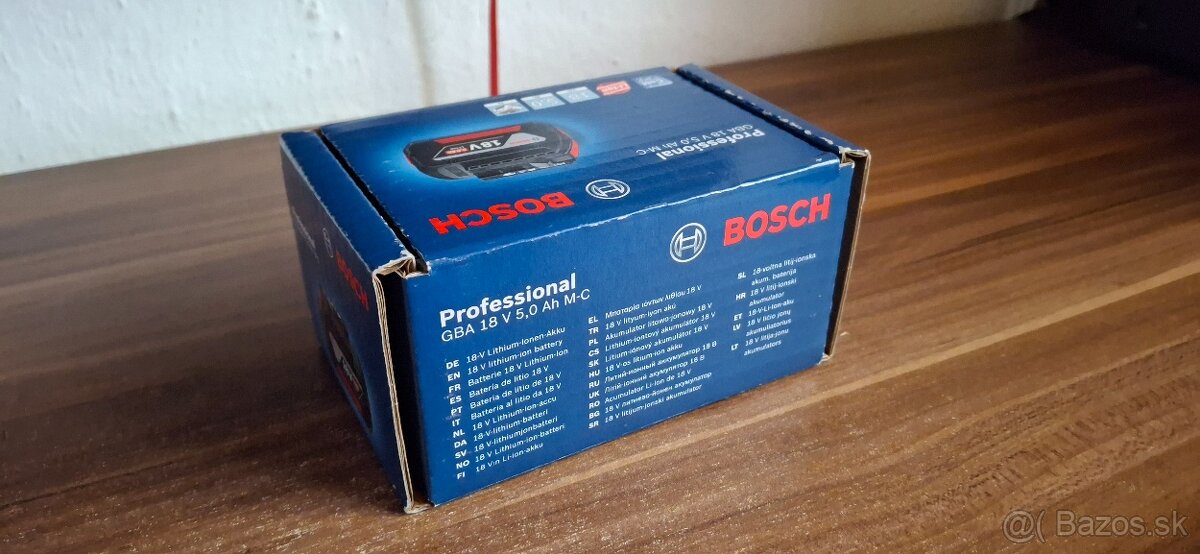 Professional
GBA 18 V 5,0 Ah M-C
BOSCH
18V
BOSCH
BOSCH
Professional
GBA 18 V 5,0 Ah M-C
DE 18-V Lithium-Ionen-Akku
EN 18 V lithium-ion battery
FR Batterie 18 V Lithium-Ion
ES Batería de litio 18 V
PT Bateria de litio de 18 V
IT Batteria al litio da 18 V
NL 18 V Lithium-ion-accu
DA 18-V-lithium-batteri
SV 18-V-lithiumjonbatteri
NO 18 V Lithium-ion-batteri
FI 18 V:n Li-ion-akku
EL Μπαταρία ιόντων λιθίου 18 V
TR 18 V lityum-iyon akü
PL Akumulator litowo-jonowy 18 V
CS Lithium-iontový akumulátor 18 V
SK Lítium-iónový akumulátor 18 V
HU 18 V-os lítium-ion akku
RU Литий-ионный аккумулятор 18 В
UK Літій-іонний акумулятор 18 В
RO Acumulator Li-Ion de 18 V
BG 18 V литиево-йонен акумулатор
SR 18 V litijum-jonski akumulator
SL 18-voltna litij-ionska
akum. baterija
HR 18 V litij-ionski
akumulator
ET 18-V-Li-Ion-aku
LV 18 V litija jonu
akumulators
LT 18 V ličio jonų
akumuliatorius
@( Bazos.sk